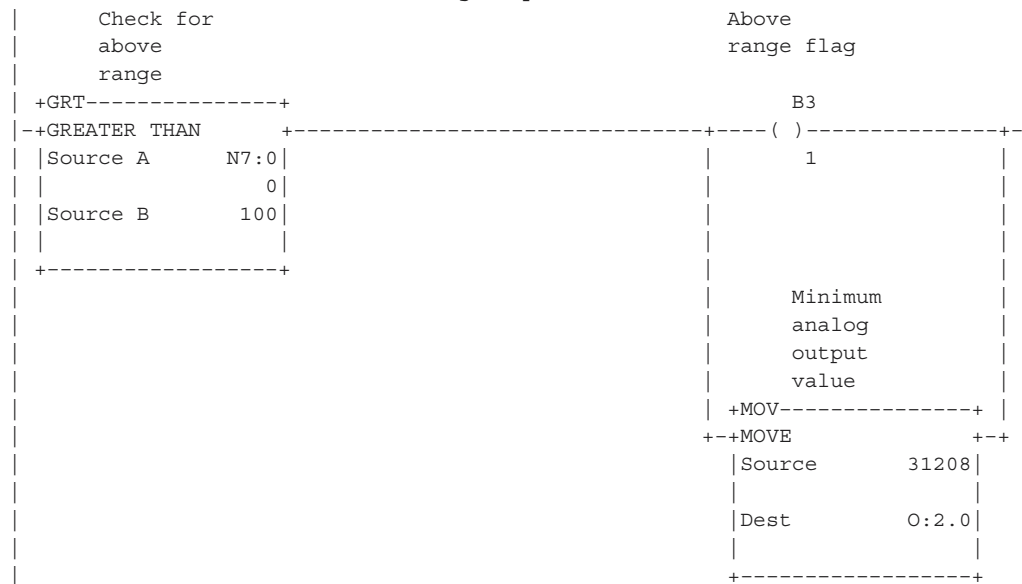 Check for Above
above range flag
range
+GRT---------------+ B3
-+GREATER THAN +--------------------------------+----( )---------------+-
|Source A N7:0| | 1 |
| 0|
|Source B 100|
+------------------+
Minimum
analog
output
value
+MOV---------------+
+-+MOVE +-+
|Source 31208|
|Dest O:2.0|
+------------------+